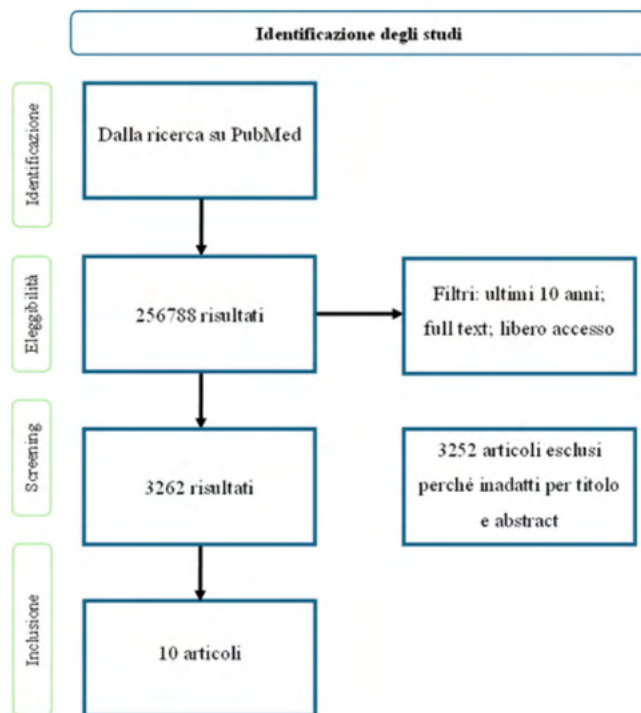 Identificazione degli studi
Identificazione
Dalla ricerca su PubMed
Eleggibilità
256788 risultati
Filtri: ultimi 10 anni;
full text; libero accesso
Screening
3262 risultati
3252 articoli esclusi
perché inadatti per titolo
e abstract
Inclusione
10 articoli